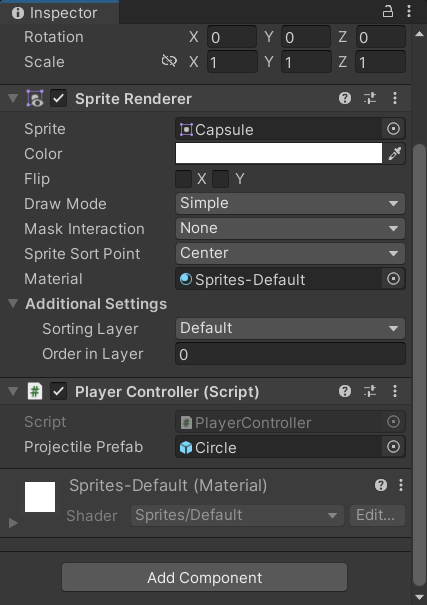 Inspector
Rotation X 0 Y 0 Z 0
Scale X 1 Y 1 Z 1
Sprite Renderer
Sprite Capsule
Color
Flip X Y
Draw Mode Simple
Mask Interaction None
Sprite Sort Point Center
Material Sprites-Default
Additional Settings
Sorting Layer Default
Order in Layer 0
# Player Controller (Script)
Script # PlayerController
Projectile Prefab Circle
Sprites-Default (Material)
Shader Sprites/Default Edit...
Add Component